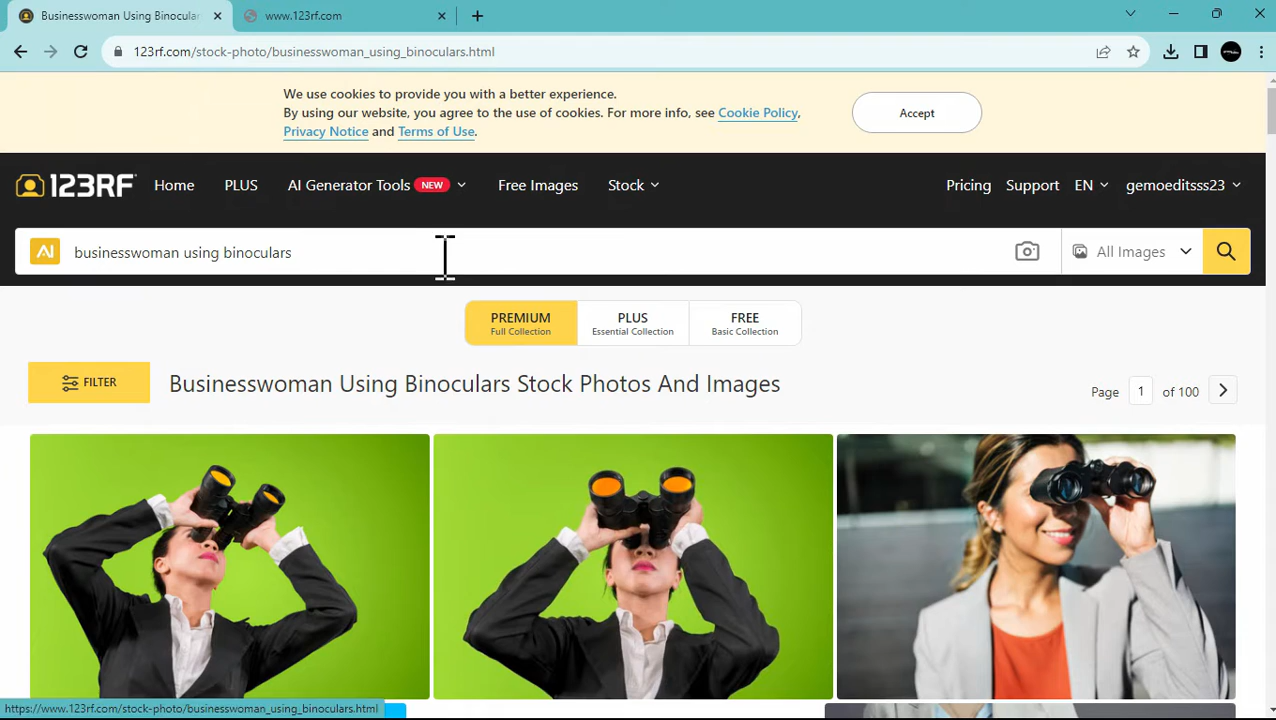 Businesswoman Using Binocular
www.123rf.com
123rf.com/stock-photo/businesswoman_using_binoculars.html
We use cookies to provide you with a better experience.
By using our website, you agree to the use of cookies. For more info, see Cookie Policy,
Privacy Notice and Terms of Use.
Accept
123RF
Home
PLUS
AI Generator Tools NEW
Free Images
Stock
Pricing
Support
EN
gemoeditsss23
AI
businesswoman using binoculars
All Images
PREMIUM
Full Collection
PLUS
Essential Collection
FREE
Basic Collection
FILTER
Businesswoman Using Binoculars Stock Photos And Images
Page 1 of 100
https://www.123rf.com/stock-photo/businesswoman_using_binoculars.html